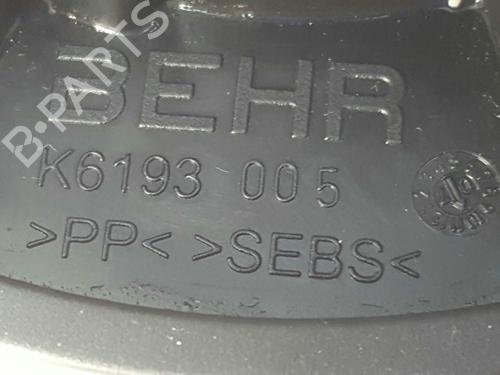 B-PARTS
BEHR
K6193 005
>PP< >SEBS<